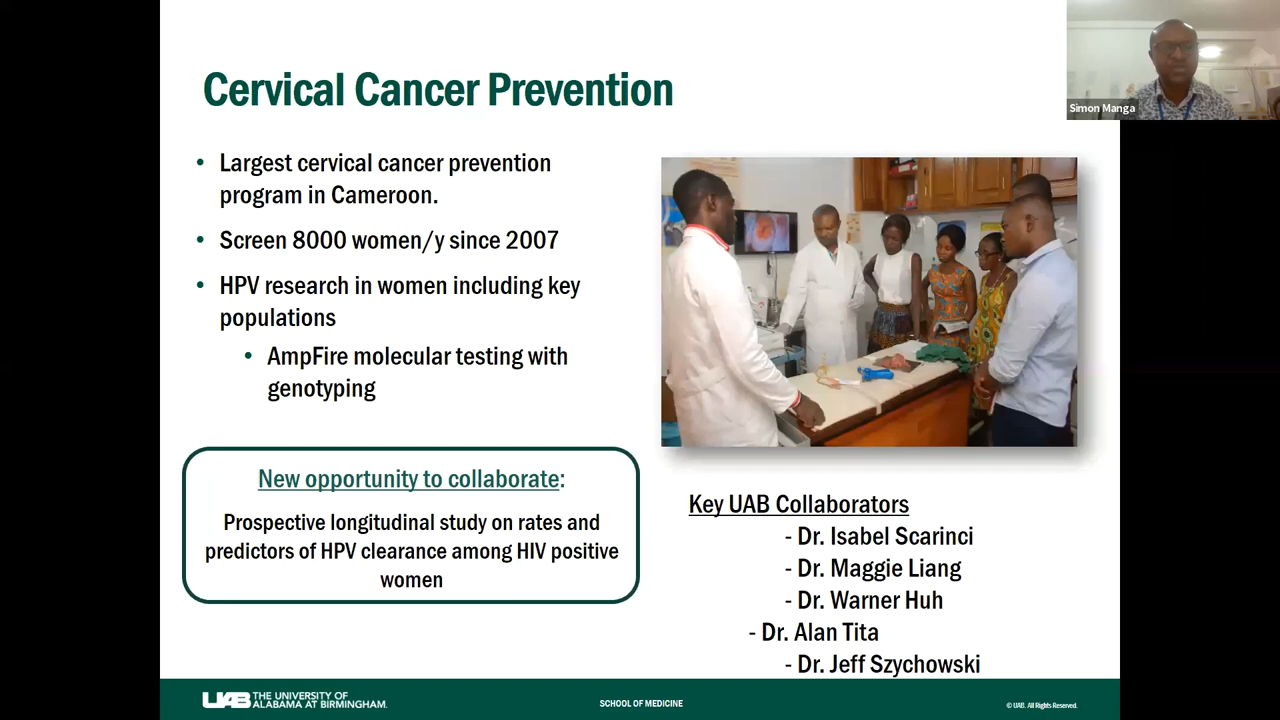 Cervical Cancer Prevention
Simon Manga
• Largest cervical cancer prevention
program in Cameroon.
• Screen 8000 women/y since 2007
• HPV research in women including key
populations
• AmpFire molecular testing with
genotyping
New opportunity to collaborate:
Prospective longitudinal study on rates and
predictors of HPV clearance among HIV positive
women
Key UAB Collaborators
- Dr. Isabel Scarinci
- Dr. Maggie Liang
- Dr. Warner Huh
- Dr. Alan Tita
- Dr. Jeff Szychowski
UAB THE UNIVERSITY OF
ALABAMA AT BIRMINGHAM.
SCHOOL OF MEDICINE
© UAB. All Rights Reserved.